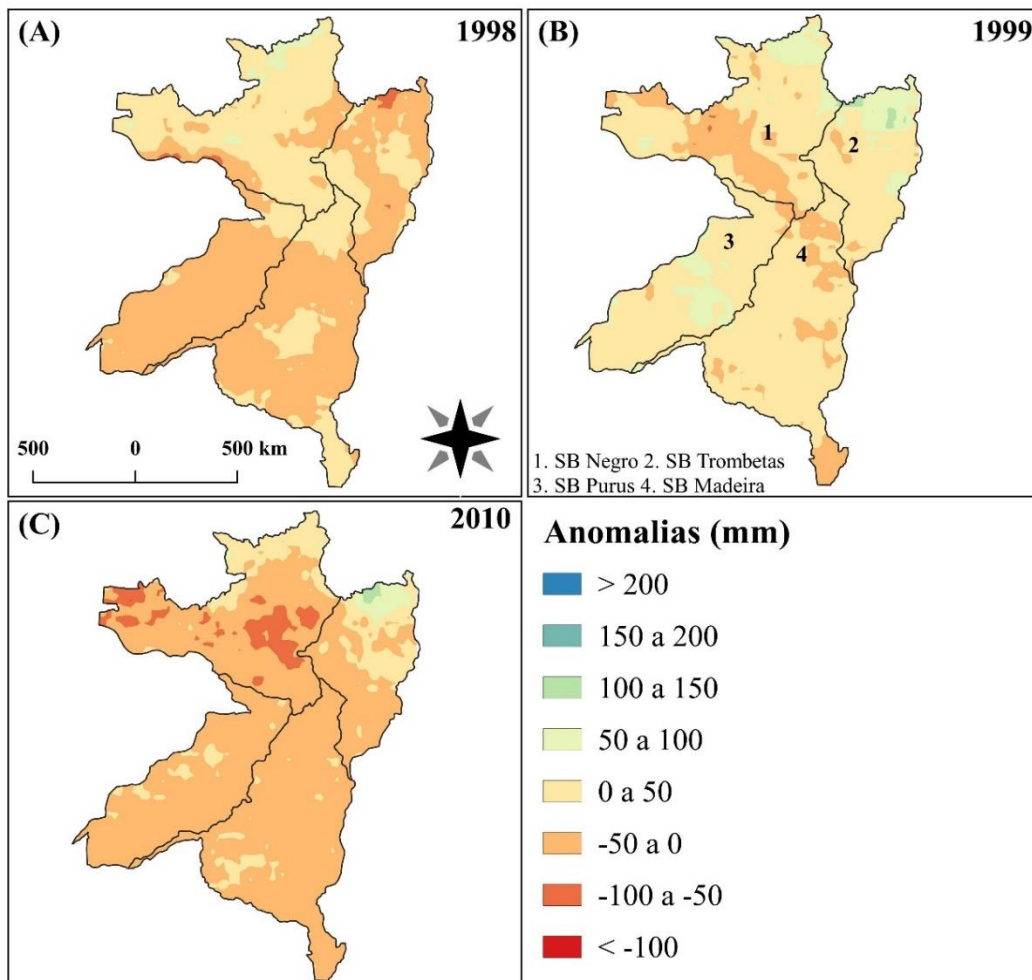 (A) 1998
500 0 500 km
(B) 1999
1
2
3
4
1. SB Negro 2. SB Trombetas
3. SB Purus 4. SB Madeira
(C) 2010
Anomalias (mm)
> 200
150 a 200
100 a 150
50 a 100
0 a 50
-50 a 0
-100 a -50
< -100